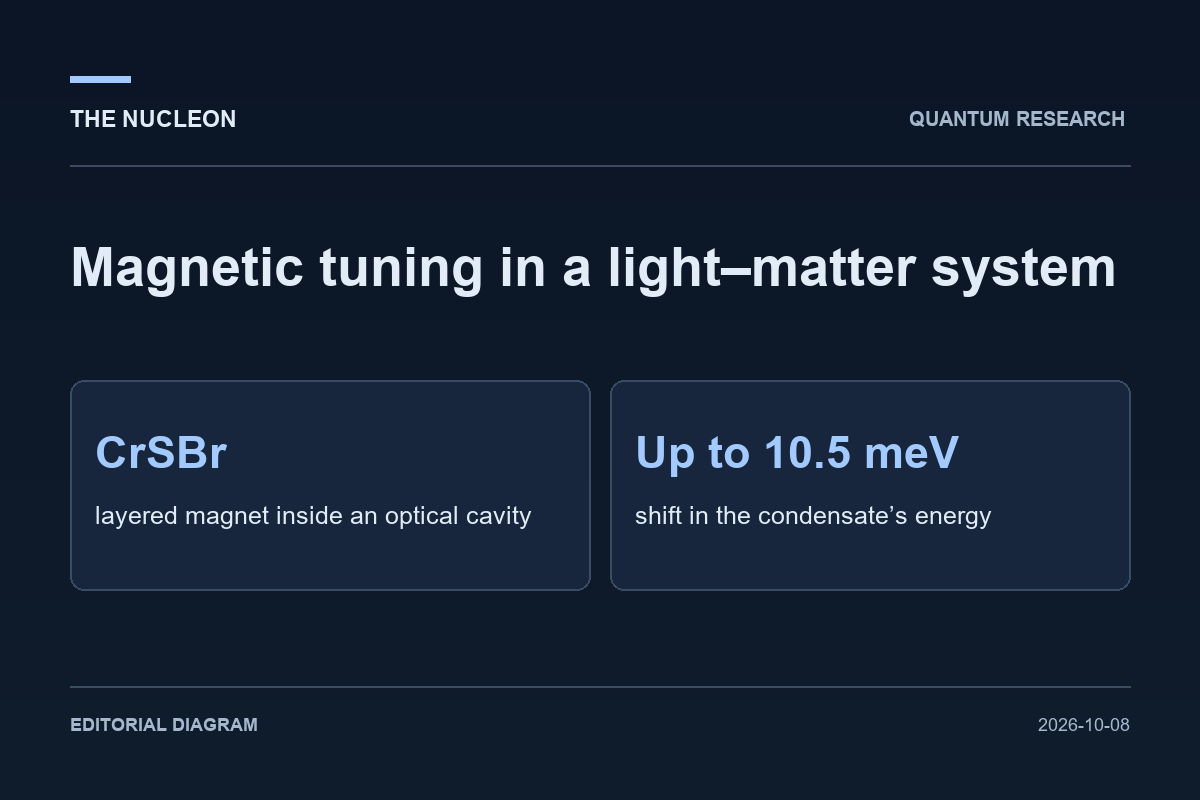 THE NUCLEON
QUANTUM RESEARCH
Magnetic tuning in a light–matter system
CrSBr
layered magnet inside an optical cavity
Up to 10.5 meV
shift in the condensate’s energy
EDITORIAL DIAGRAM
2026-10-08